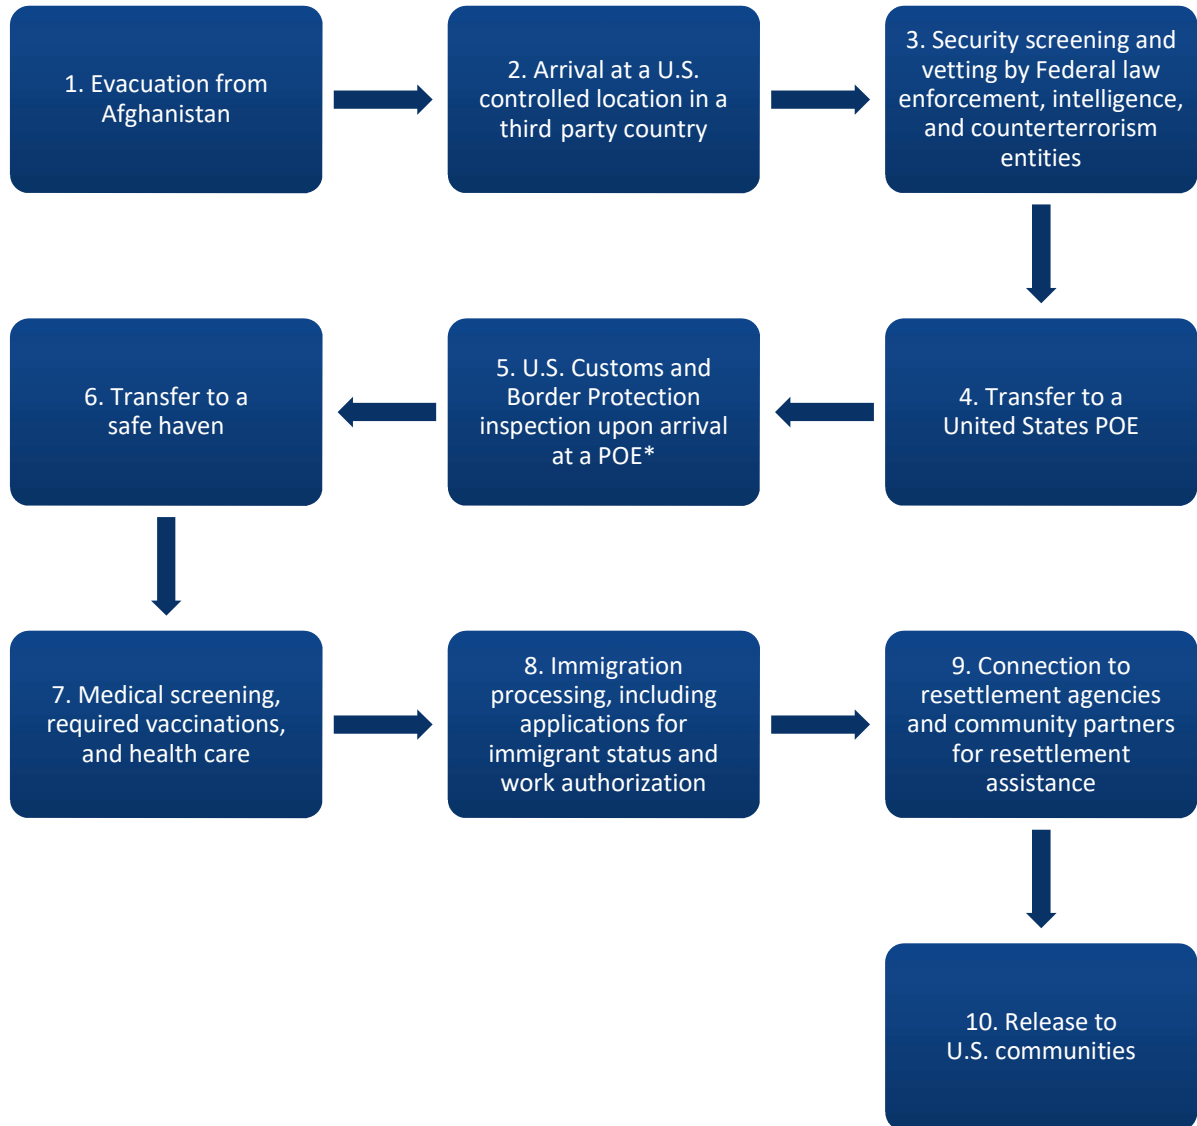 1. Evacuation from
Afghanistan
2. Arrival at a U.S.
controlled location in a
third party country
3. Security screening and
vetting by Federal law
enforcement, intelligence,
and counterterrorism
entities
4. Transfer to a
United States POE
5. U.S. Customs and
Border Protection
inspection upon arrival
at a POE*
6. Transfer to a
safe haven
7. Medical screening,
required vaccinations,
and health care
8. Immigration
processing, including
applications for
immigrant status and
work authorization
9. Connection to
resettlement agencies
and community partners
for resettlement
assistance
10. Release to
U.S. communities